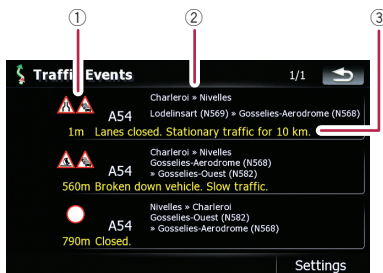 ① ② ③
Traffic Events 1/1
Charleroi » Nivelles
A54 Lodelinsart (N569) » Gosselies-Aerodrome (N568)
1m Lanes closed. Stationary traffic for 10 km.
Charleroi » Nivelles
Gosselies-Aerodrome (N568)
A54 » Gosselies-Ouest (N582)
560m Broken down vehicle. Slow traffic.
Nivelles » Charleroi
Gosselies-Ouest (N582)
A54 » Gosselies-Aerodrome (N568)
790m Closed.
Settings